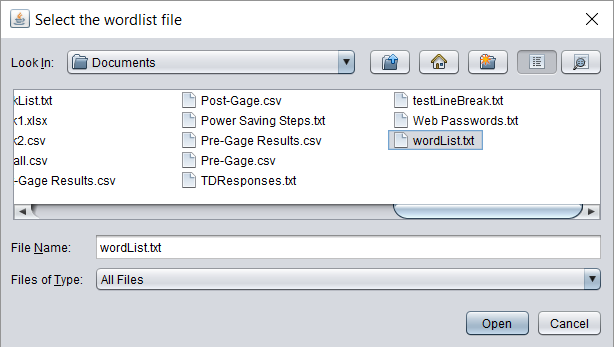 Select the wordlist file
Look In: Documents
kList.txt
k1.xlsx
k2.csv
all.csv
e-Gage Results.csv
Post-Gage.csv
Power Saving Steps.txt
Pre-Gage Results.csv
Pre-Gage.csv
TDResponses.txt
testLineBreak.txt
Web Passwords.txt
wordList.txt
File Name: wordList.txt
Files of Type: All Files
Open Cancel